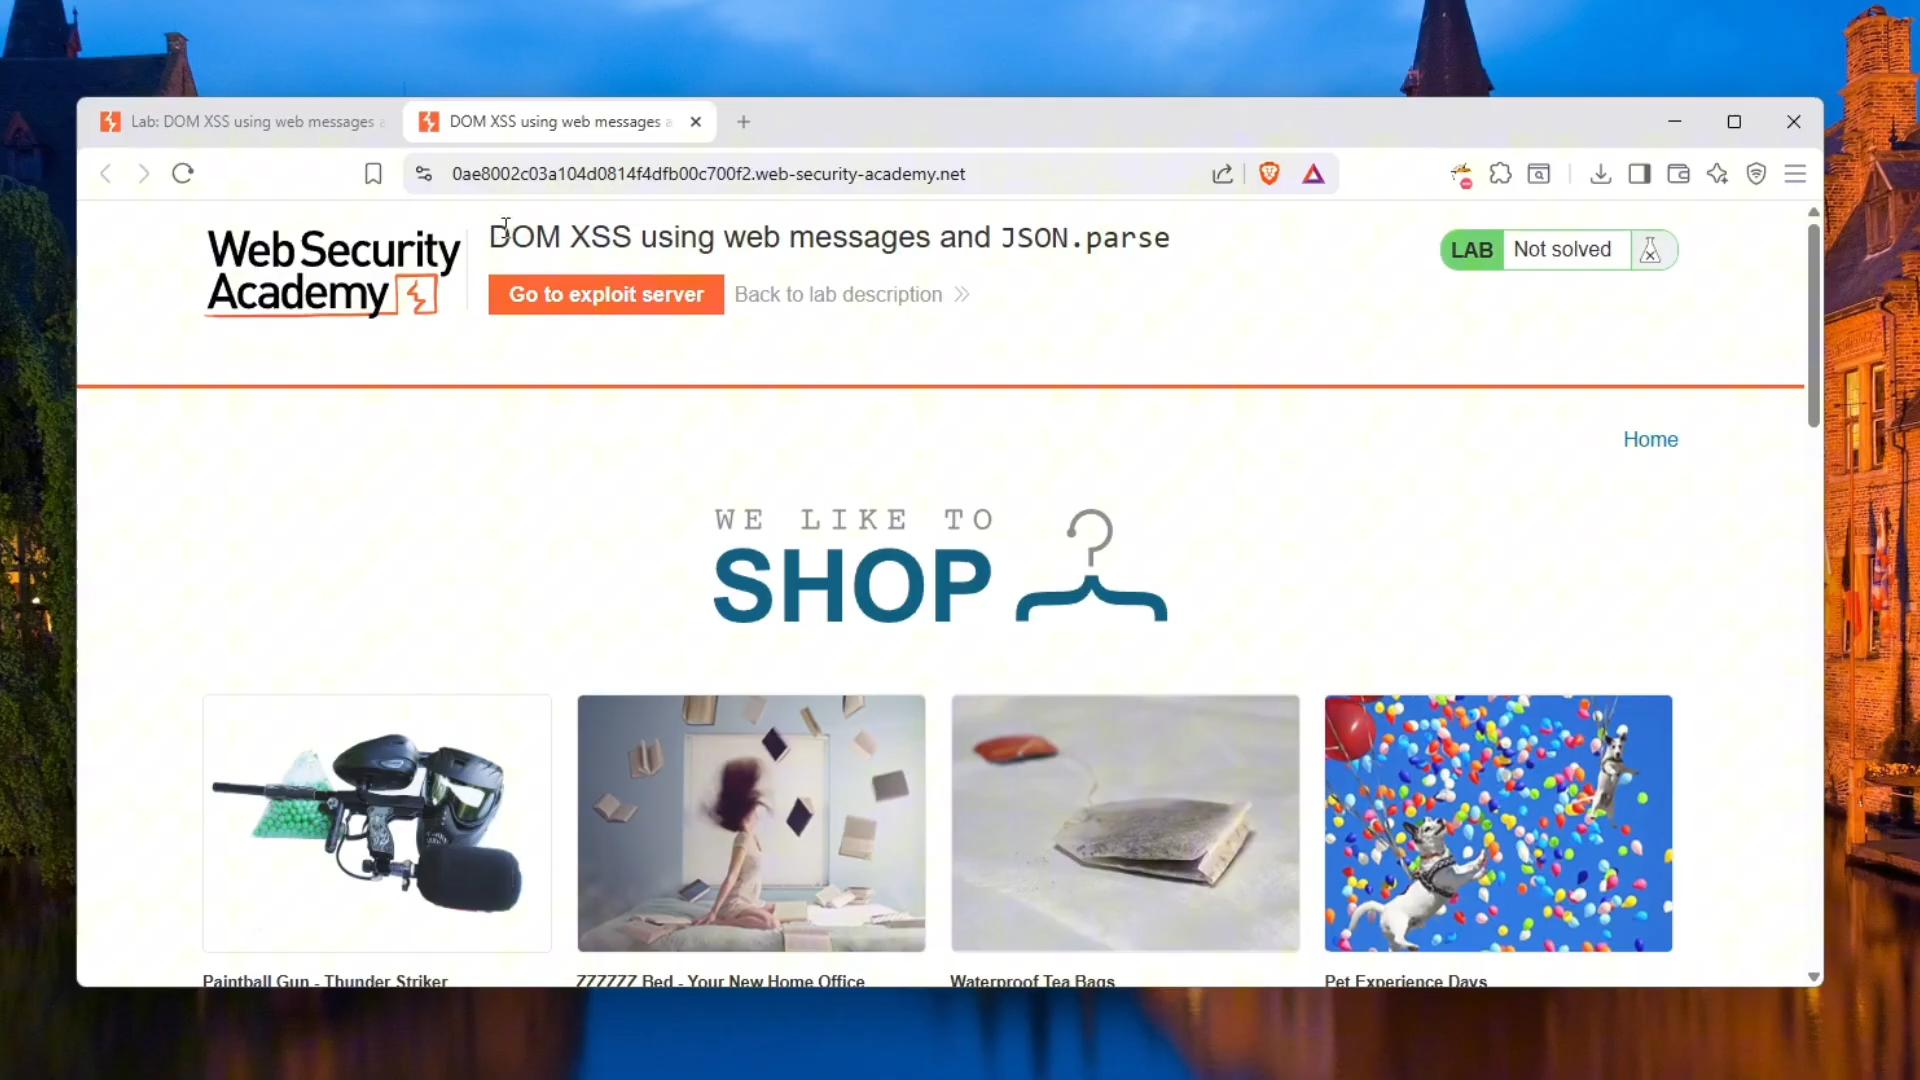 Lab: DOM XSS using web messages a
DOM XSS using web messages a
0ae8002c03a104d0814f4dfb00c700f2.web-security-academy.net
WebSecurity
Academy
DOM XSS using web messages and JSON.parse
LAB
Not solved
Go to exploit server
Back to lab description
Home
WE LIKE TO
SHOP
Paintball Gun - Thunder Striker
ZZZZZZ Bed - Your New Home Office
Waterproof Tea Bags
Pet Experience Days